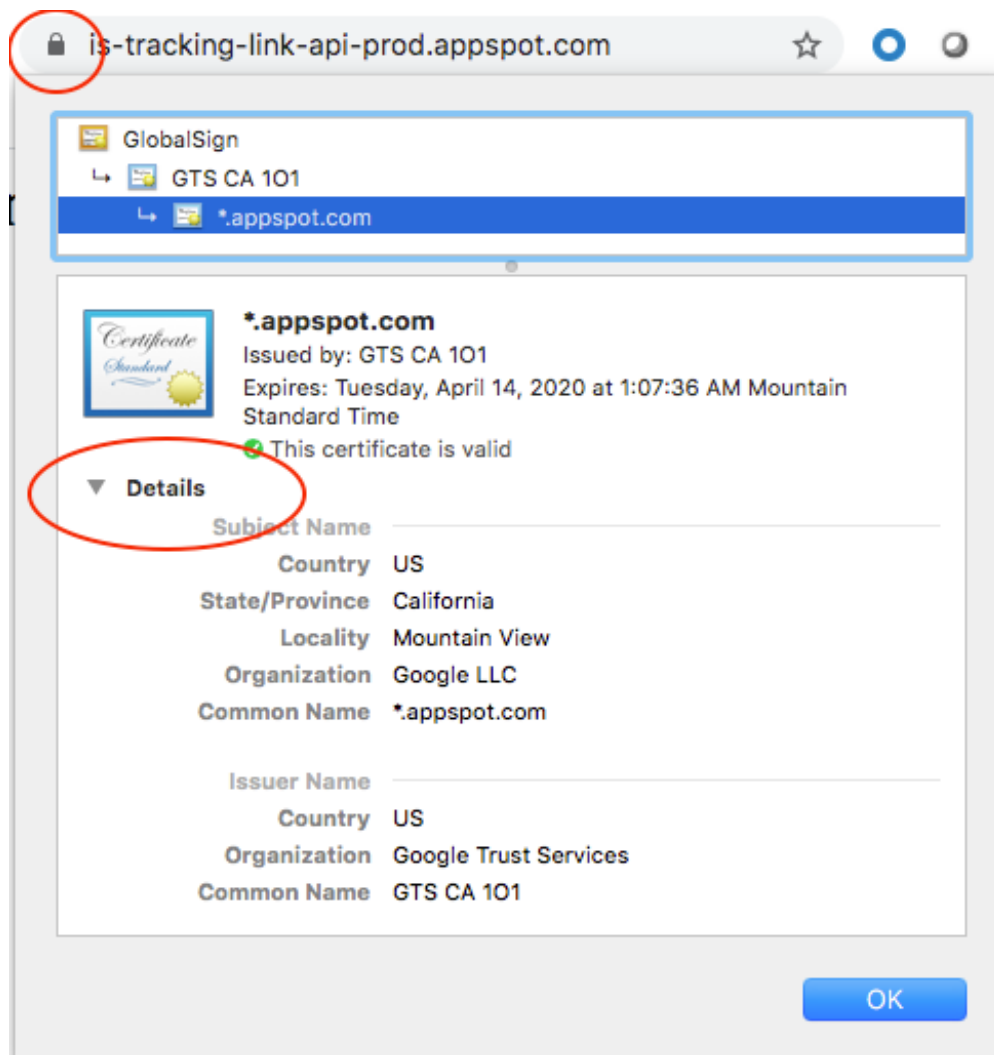 is-tracking-link-api-prod.appspot.com
GlobalSign
GTS CA 1O1
*.appspot.com
Certificate
Standard
*.appspot.com
Issued by: GTS CA 1O1
Expires: Tuesday, April 14, 2020 at 1:07:36 AM Mountain
Standard Time
This certificate is valid
Details
Subject Name
Country US
State/Province California
Locality Mountain View
Organization Google LLC
Common Name *.appspot.com
Issuer Name
Country US
Organization Google Trust Services
Common Name GTS CA 1O1
OK